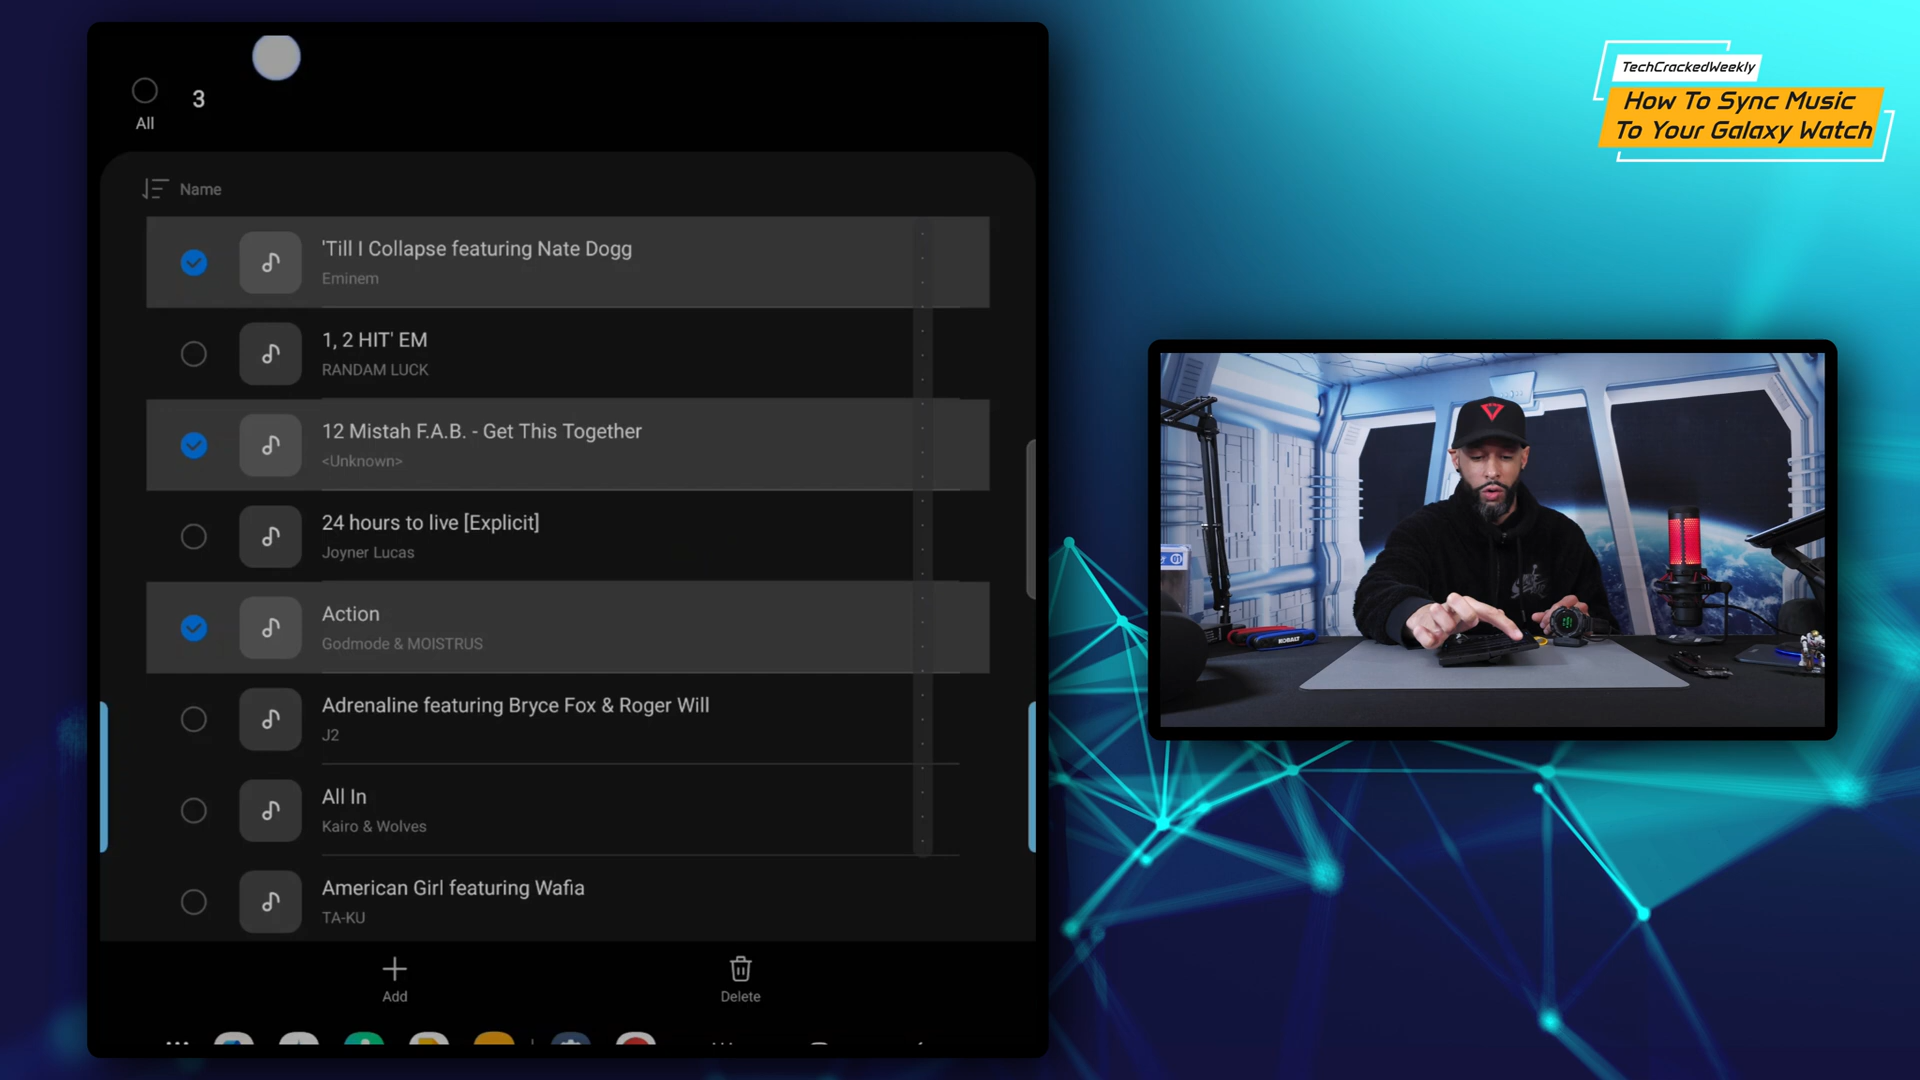 TechCrackedWeekly
How To Sync Music
To Your Galaxy Watch
All
3
Name
'Till I Collapse featuring Nate Dogg
Eminem
1, 2 HIT' EM
RANDAM LUCK
12 Mistah F.A.B. - Get This Together
<Unknown>
24 hours to live [Explicit]
Joyner Lucas
Action
Godmode & MOISTRUS
Adrenaline featuring Bryce Fox & Roger Will
J2
All In
Kairo & Wolves
American Girl featuring Wafia
TA-KU
Add
Delete
KOBALT